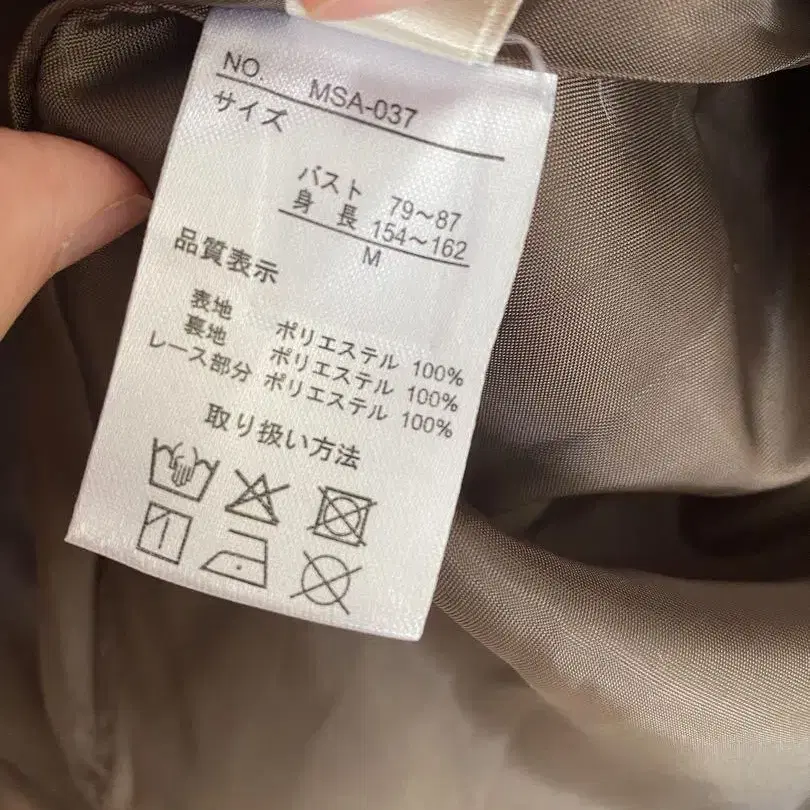 NO. MSA-037
サイズ
バスト 79～87
身 長 154～162
M
品質表示
表地 ポリエステル 100%
裏地 ポリエステル 100%
レース部分 ポリエステル 100%
取り扱い方法